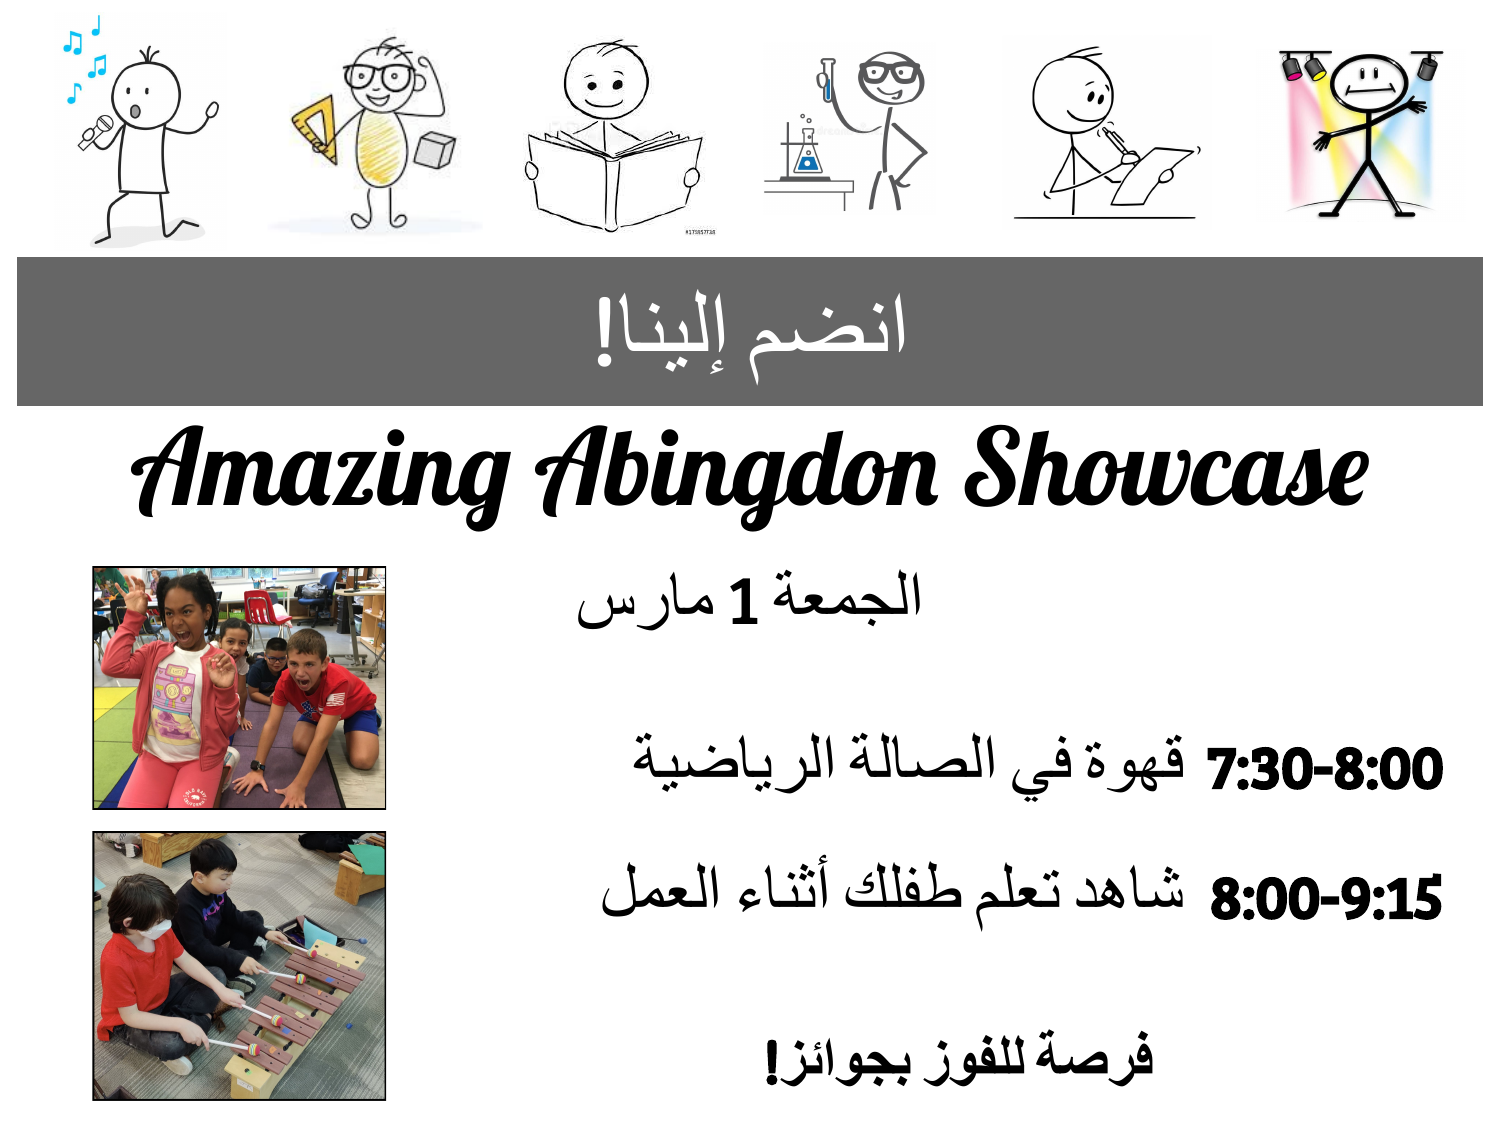 انضم إلينا!
Amazing Abingdon Showcase
الجمعة 1 مارس
7:30-8:00 قهوة في الصالة الرياضية
8:00-9:15 شاهد تعلم طفلك أثناء العمل
فرصة للفوز بجوائز!